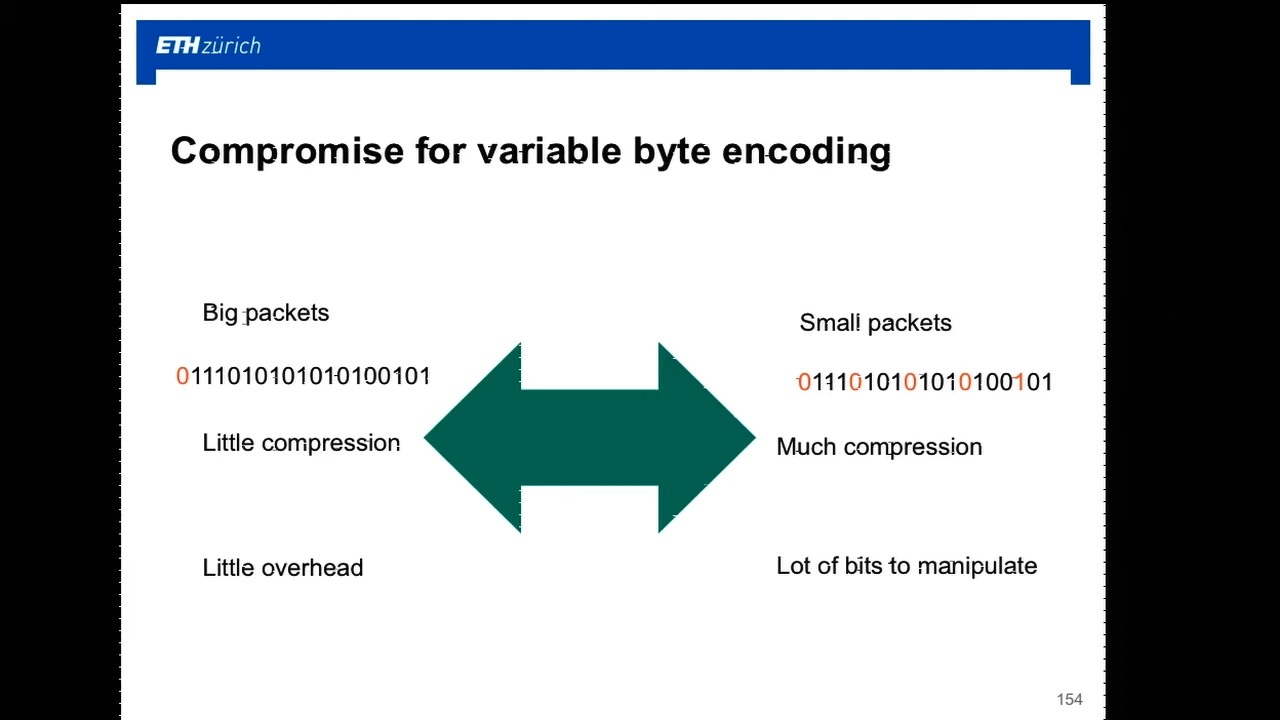 ETH zürich
Compromise for variable byte encoding
Big packets
0111010101010100101
Little compression
Little overhead
Small packets
0111010101010100101
Much compression
Lot of bits to manipulate
154